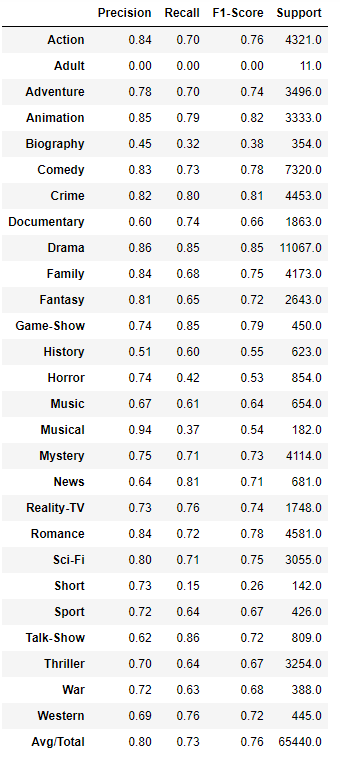 Precision Recall F1-Score Support
Action 0.84 0.70 0.76 4321.0
Adult 0.00 0.00 0.00 11.0
Adventure 0.78 0.70 0.74 3496.0
Animation 0.85 0.79 0.82 3333.0
Biography 0.45 0.32 0.38 354.0
Comedy 0.83 0.73 0.78 7320.0
Crime 0.82 0.80 0.81 4453.0
Documentary 0.60 0.74 0.66 1863.0
Drama 0.86 0.85 0.85 11067.0
Family 0.84 0.68 0.75 4173.0
Fantasy 0.81 0.65 0.72 2643.0
Game-Show 0.74 0.85 0.79 450.0
History 0.51 0.60 0.55 623.0
Horror 0.74 0.42 0.53 854.0
Music 0.67 0.61 0.64 654.0
Musical 0.94 0.37 0.54 182.0
Mystery 0.75 0.71 0.73 4114.0
News 0.64 0.81 0.71 681.0
Reality-TV 0.73 0.76 0.74 1748.0
Romance 0.84 0.72 0.78 4581.0
Sci-Fi 0.80 0.71 0.75 3055.0
Short 0.73 0.15 0.26 142.0
Sport 0.72 0.64 0.67 426.0
Talk-Show 0.62 0.86 0.72 809.0
Thriller 0.70 0.64 0.67 3254.0
War 0.72 0.63 0.68 388.0
Western 0.69 0.76 0.72 445.0
Avg/Total 0.80 0.73 0.76 65440.0